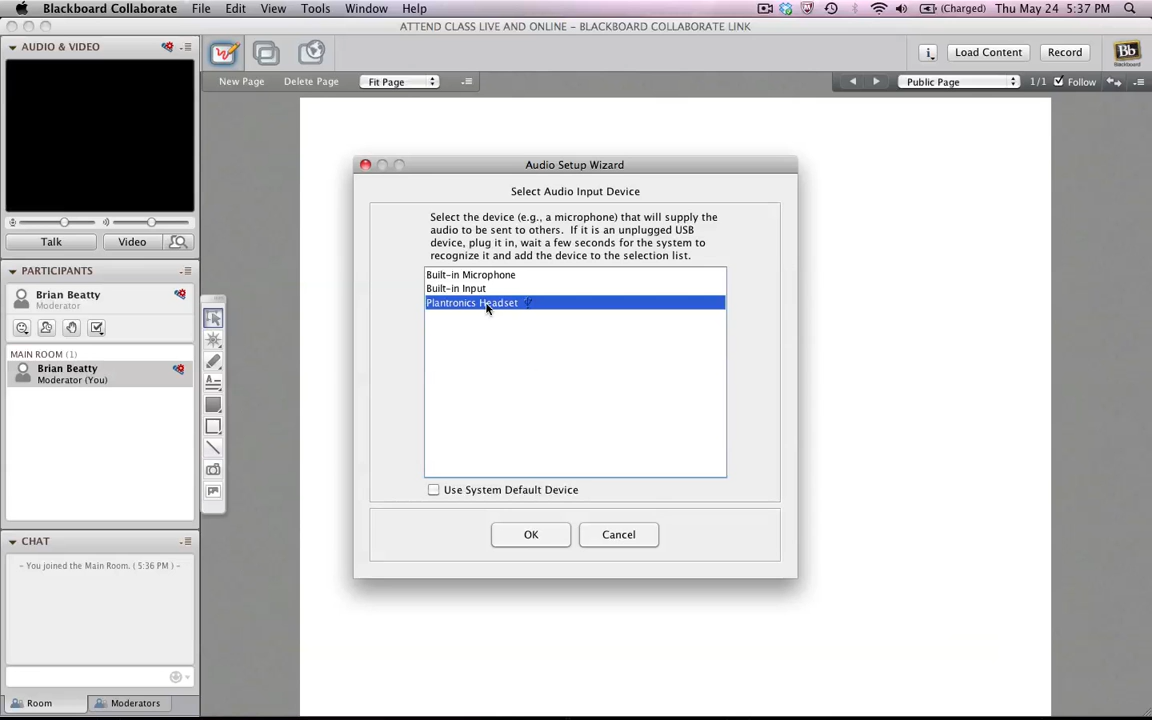 Blackboard Collaborate File Edit View Tools Window Help (Charged) Thu May 24 5:37 PM
ATTEND CLASS LIVE AND ONLINE - BLACKBOARD COLLABORATE LINK
AUDIO & VIDEO
i Load Content Record Bb
Blackboard
New Page Delete Page Fit Page Public Page 1/1 Follow
Audio Setup Wizard
Select Audio Input Device
Select the device (e.g., a microphone) that will supply the
audio to be sent to others. If it is an unplugged USB
device, plug it in, wait a few seconds for the system to
recognize it and add the device to the selection list.
Built-in Microphone
Built-in Input
Plantronics Headset
Use System Default Device
OK Cancel
Talk Video
PARTICIPANTS
Brian Beatty
Moderator
MAIN ROOM (1)
Brian Beatty
Moderator (You)
CHAT
~ You joined the Main Room. ( 5:36 PM ) ~
Room Moderators